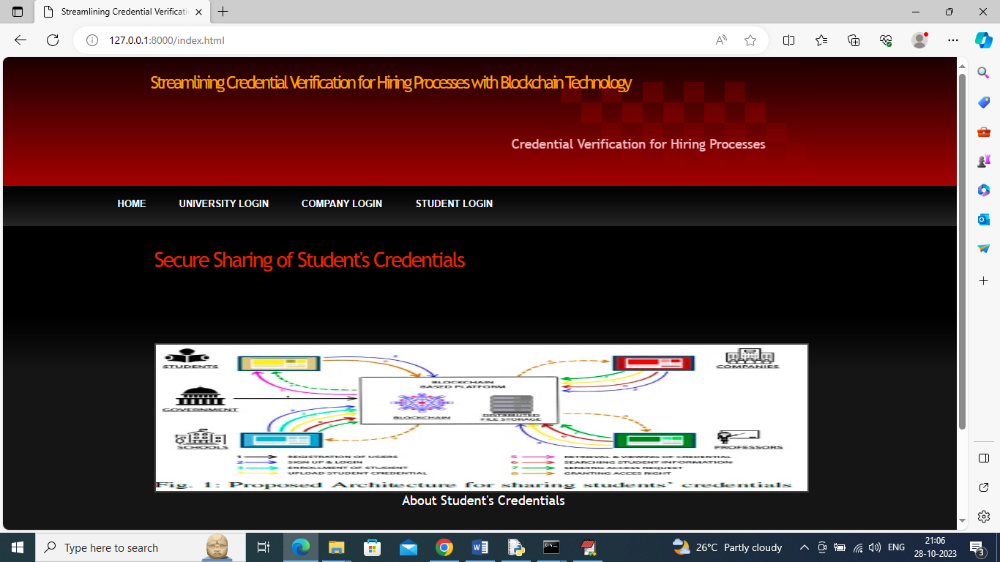 Streamlining Credential Verificati
127.0.0.1:8000/index.html
Streamlining Credential Verification for Hiring Processes with Blockchain Technology
Credential Verification for Hiring Processes
HOME UNIVERSITY LOGIN COMPANY LOGIN STUDENT LOGIN
Secure Sharing of Student's Credentials
STUDENTS
COMPANIES
BLOCKCHAIN
BASED PLATFORM
GOVERNMENT
BLOCKCHAIN
DISTRIBUTED
FILE STORAGE
SCHOOLS
PROFESSORS
1 REGISTRATION OF USERS
2 SIGN UP & LOGIN
3 ENROLLMENT OF STUDENT
4 UPLOAD STUDENT CREDENTIAL
5 RETRIEVAL & VIEWING OF CREDENTIAL
6 SEARCHING STUDENT INFORMATION
7 SENDING ACCESS REQUEST
8 GRANTING ACCES RIGHT
Fig. 1: Proposed Architecture for sharing students' credentials
About Student's Credentials
Type here to search
26°C Partly cloudy
ENG
21:06
28-10-2023
3